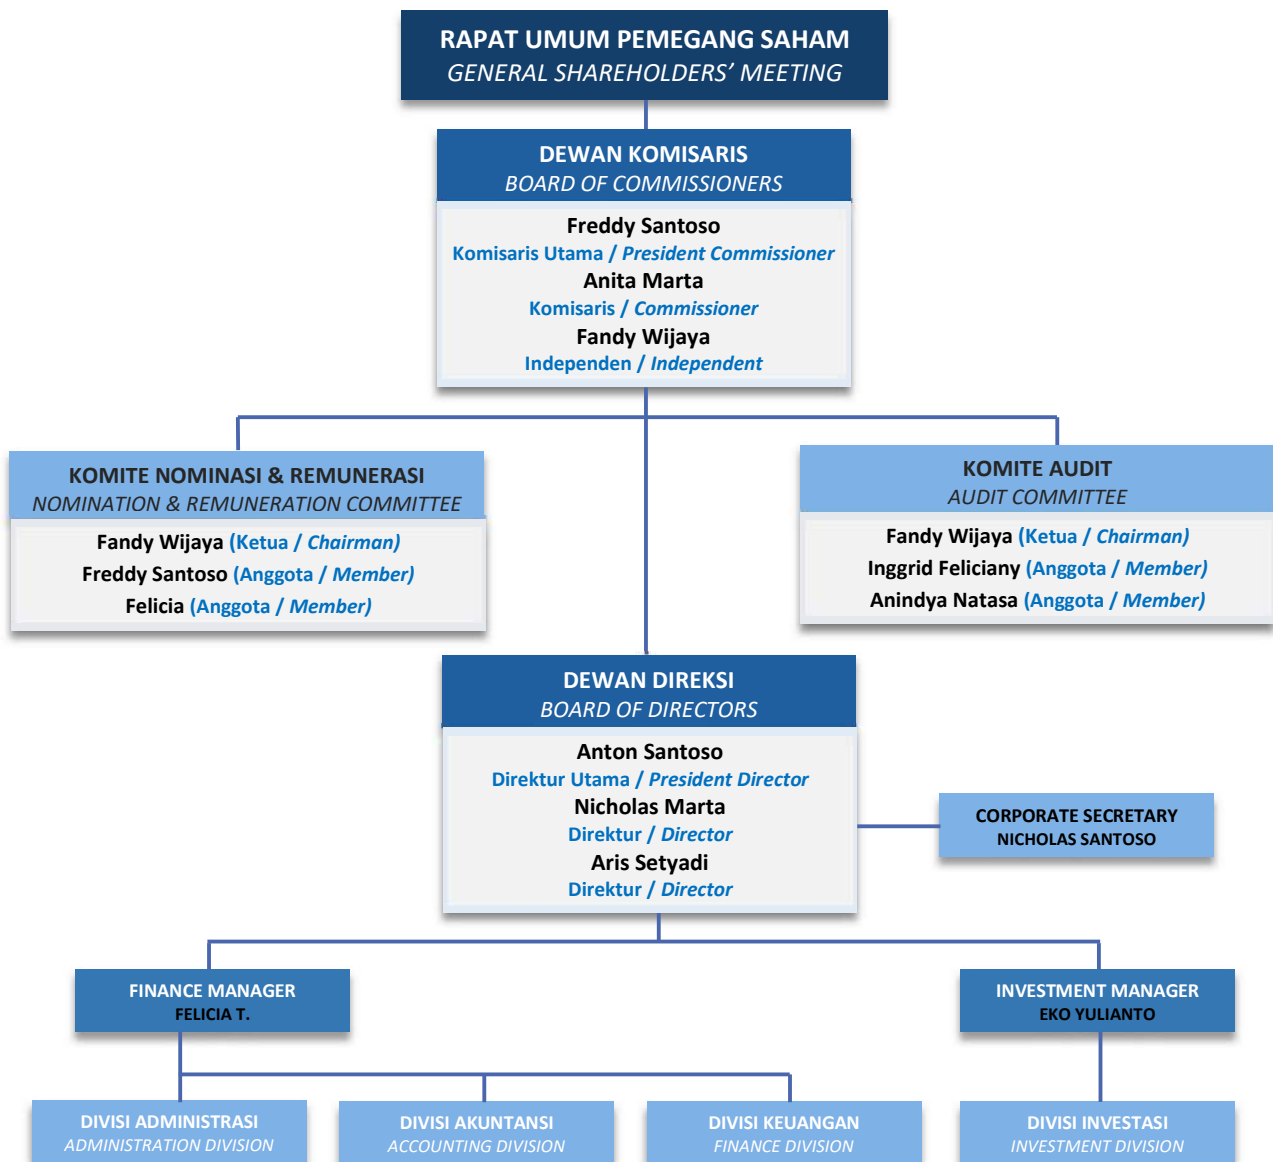 RAPAT UMUM PEMEGANG SAHAM
GENERAL SHAREHOLDERS' MEETING
DEWAN KOMISARIS
BOARD OF COMMISSIONERS
Freddy Santoso
Komisaris Utama / President Commissioner
Anita Marta
Komisaris / Commissioner
Fandy Wijaya
Independen / Independent
KOMITE NOMINASI & REMUNERASI
NOMINATION & REMUNERATION COMMITTEE
Fandy Wijaya (Ketua / Chairman)
Freddy Santoso (Anggota / Member)
Felicia (Anggota / Member)
KOMITE AUDIT
AUDIT COMMITTEE
Fandy Wijaya (Ketua / Chairman)
Inggrid Feliciany (Anggota / Member)
Anindya Natasa (Anggota / Member)
DEWAN DIREKSI
BOARD OF DIRECTORS
Anton Santoso
Direktur Utama / President Director
Nicholas Marta
Direktur / Director
Aris Setyadi
Direktur / Director
CORPORATE SECRETARY
NICHOLAS SANTOSO
FINANCE MANAGER
FELICIA T.
INVESTMENT MANAGER
EKO YULIANTO
DIVISI ADMINISTRASI
ADMINISTRATION DIVISION
DIVISI AKUNTANSI
ACCOUNTING DIVISION
DIVISI KEUANGAN
FINANCE DIVISION
DIVISI INVESTASI
INVESTMENT DIVISION